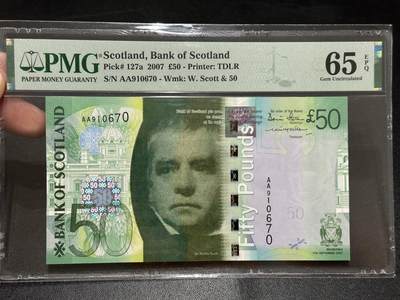 PMG
PAPER MONEY GUARANTY
Scotland, Bank of Scotland
Pick# 127a 2007 £50 - Printer: TDLR
S/N AA910670 - Wmk: W. Scott & 50
65 EPQ
Gem Uncirculated
AA910670
BANK OF SCOTLAND
50
Fifty Pounds
AA910670
£50
50